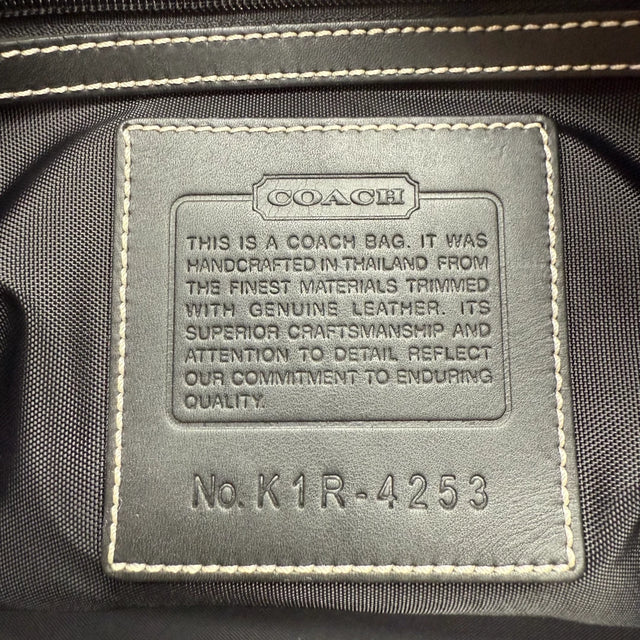 COACH
THIS IS A COACH BAG. IT WAS
HANDCRAFTED IN THAILAND FROM
THE FINEST MATERIALS TRIMMED
WITH GENUINE LEATHER. ITS
SUPERIOR CRAFTSMANSHIP AND
ATTENTION TO DETAIL REFLECT
OUR COMMITMENT TO ENDURING
QUALITY.
No. K1R-4253